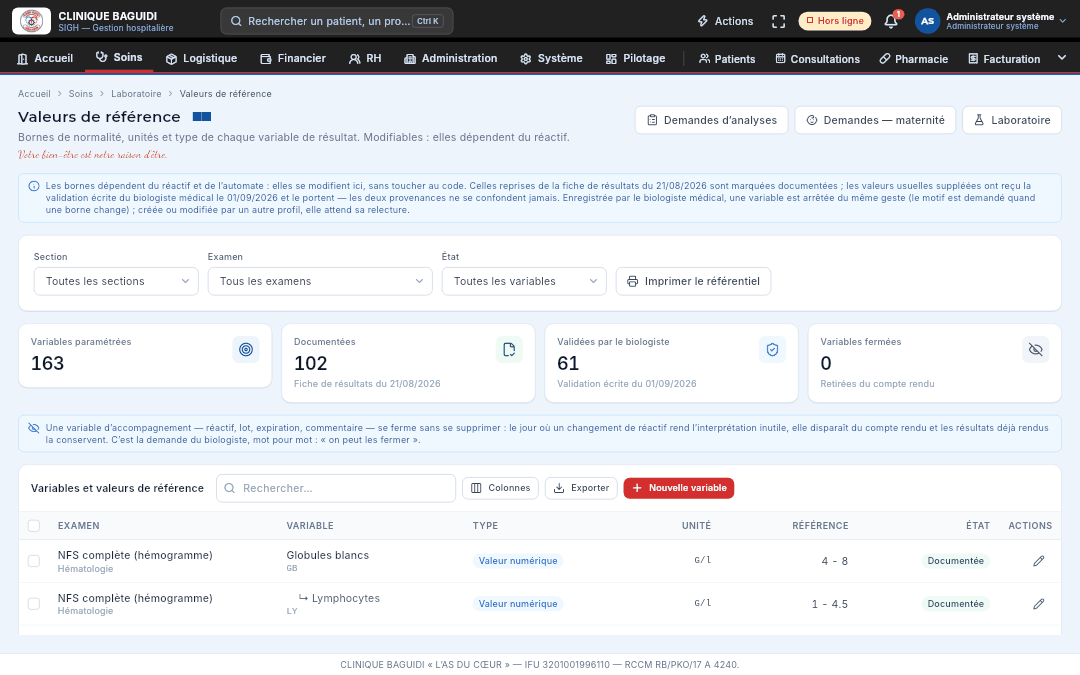 CLINIQUE BAGUIDI
SIGH — Gestion hospitalière
Rechercher un patient, un pro... Ctrl K
Actions
Hors ligne
1
AS
Administrateur système
Administrateur système
Accueil Soins Logistique Financier RH Administration Système Pilotage Patients Consultations Pharmacie Facturation
Accueil > Soins > Laboratoire > Valeurs de référence
Valeurs de référence
Bornes de normalité, unités et type de chaque variable de résultat. Modifiables : elles dépendent du réactif.
Votre bien-être est notre raison d'être.
Demandes d'analyses Demandes — maternité Laboratoire
Les bornes dépendent du réactif et de l'automate : elles se modifient ici, sans toucher au code. Celles reprises de la fiche de résultats du 21/08/2026 sont marquées documentées ; les valeurs usuelles suppléées ont reçu la
validation écrite du biologiste médical le 01/09/2026 et le portent — les deux provenances ne se confondent jamais. Enregistrée par le biologiste médical, une variable est arrêtée du même geste (le motif est demandé quand
une borne change) ; créée ou modifiée par un autre profil, elle attend sa relecture.
Section Examen État
Toutes les sections Tous les examens Toutes les variables Imprimer le référentiel
Variables paramétrées
163
Documentées
102
Fiche de résultats du 21/08/2026
Validées par le biologiste
61
Validation écrite du 01/09/2026
Variables fermées
0
Retirées du compte rendu
Une variable d'accompagnement — réactif, lot, expiration, commentaire — se ferme sans se supprimer : le jour où un changement de réactif rend l'interprétation inutile, elle disparaît du compte rendu et les résultats déjà rendus
la conservent. C'est la demande du biologiste, mot pour mot : « on peut les fermer ».
Variables et valeurs de référence Rechercher... Colonnes Exporter + Nouvelle variable
EXAMEN VARIABLE TYPE UNITÉ RÉFÉRENCE ÉTAT ACTIONS
NFS complète (hémogramme) Globules blancs Valeur numérique G/l 4 - 8 Documentée
Hématologie GB
NFS complète (hémogramme) ↳ Lymphocytes Valeur numérique G/l 1 - 4.5 Documentée
Hématologie LY
CLINIQUE BAGUIDI « L'AS DU CŒUR » — IFU 3201001996110 — RCCM RB/PKO/17 A 4240.